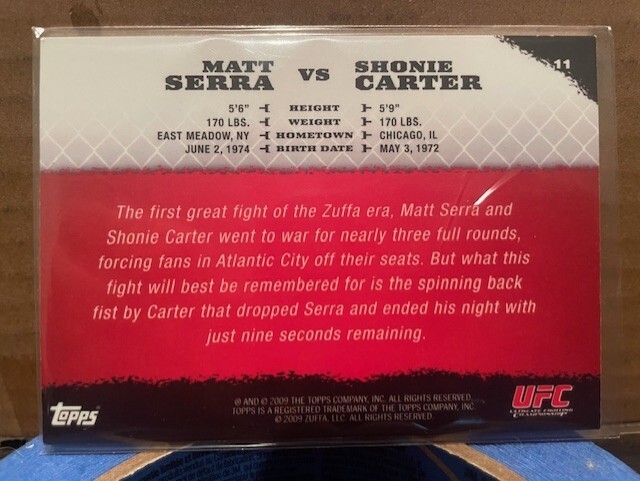 11
MATT SERRA VS SHONIE CARTER
5'6" HEIGHT 5'9"
170 LBS. WEIGHT 170 LBS.
EAST MEADOW, NY HOMETOWN CHICAGO, IL
JUNE 2, 1974 BIRTH DATE MAY 3, 1972
The first great fight of the Zuffa era, Matt Serra and
Shonie Carter went to war for nearly three full rounds,
forcing fans in Atlantic City off their seats. But what this
fight will best be remembered for is the spinning back
fist by Carter that dropped Serra and ended his night with
just nine seconds remaining.
® AND © 2009 THE TOPPS COMPANY, INC. ALL RIGHTS RESERVED.
TOPPS IS A REGISTERED TRADEMARK OF THE TOPPS COMPANY, INC.
© 2009 ZUFFA, LLC. ALL RIGHTS RESERVED.
topps
UFC
ULTIMATE FIGHTING
CHAMPIONSHIP